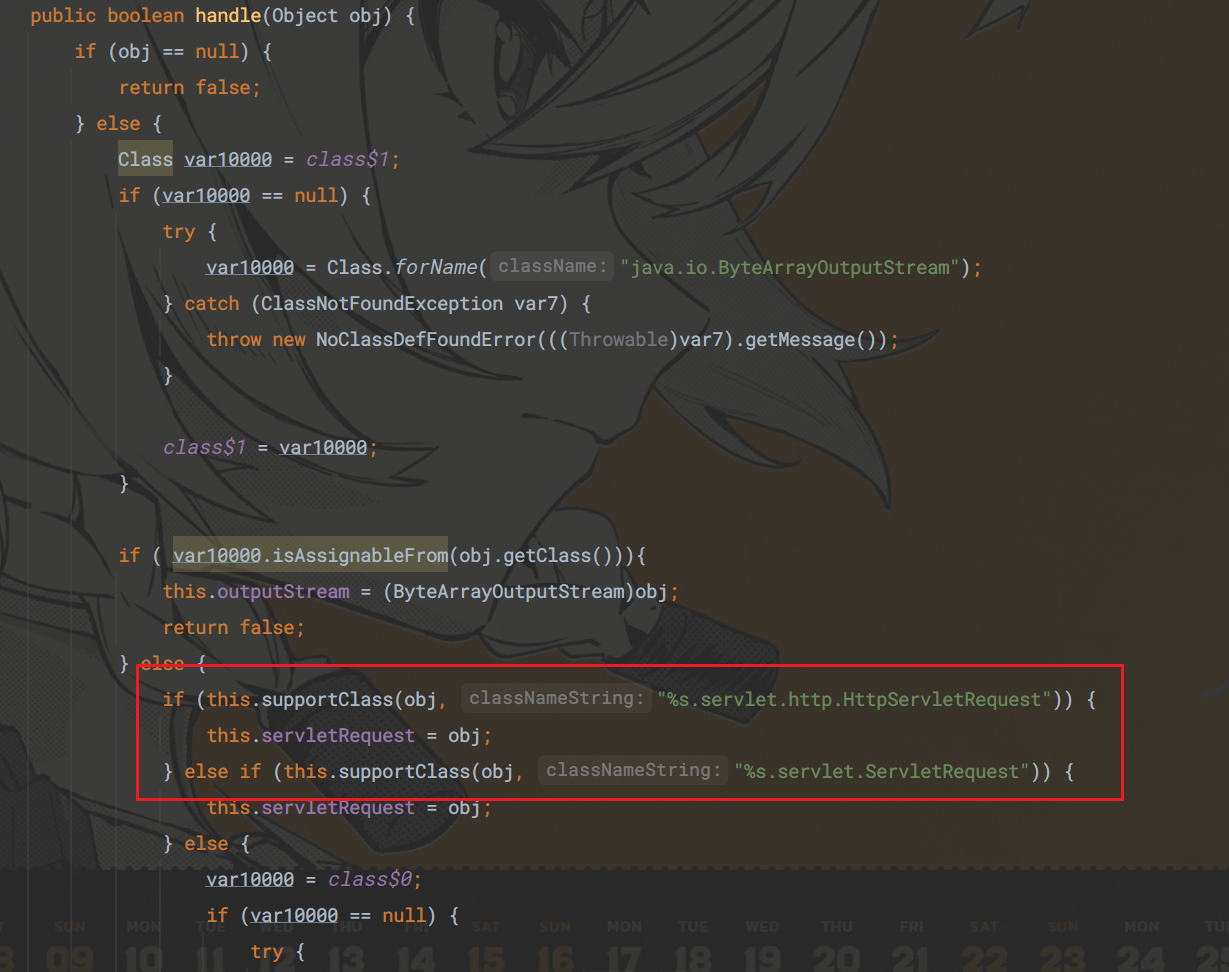 public boolean handle(Object obj) {
if (obj == null) {
return false;
} else {
Class var10000 = class$1;
if (var10000 == null) {
try {
var10000 = Class.forName( className: "java.io.ByteArrayOutputStream");
} catch (ClassNotFoundException var7) {
throw new NoClassDefFoundError(((Throwable)var7).getMessage());
}
class$1 = var10000;
}
if ( var10000.isAssignableFrom(obj.getClass())){
this.outputStream = (ByteArrayOutputStream)obj;
return false;
} else {
if (this.supportClass(obj, classNameString: "%s.servlet.http.HttpServletRequest")) {
this.servletRequest = obj;
} else if (this.supportClass(obj, classNameString: "%s.servlet.ServletRequest")) {
this.servletRequest = obj;
} else {
var10000 = class$0;
if (var10000 == null) {
SUN MON TUE WED THU FRI SAT SUN MON TUE WED THU FRI SAT SUN MON
try {
09 10 11 12 13 14 15 16 17 18 19 20 21 22 23 24